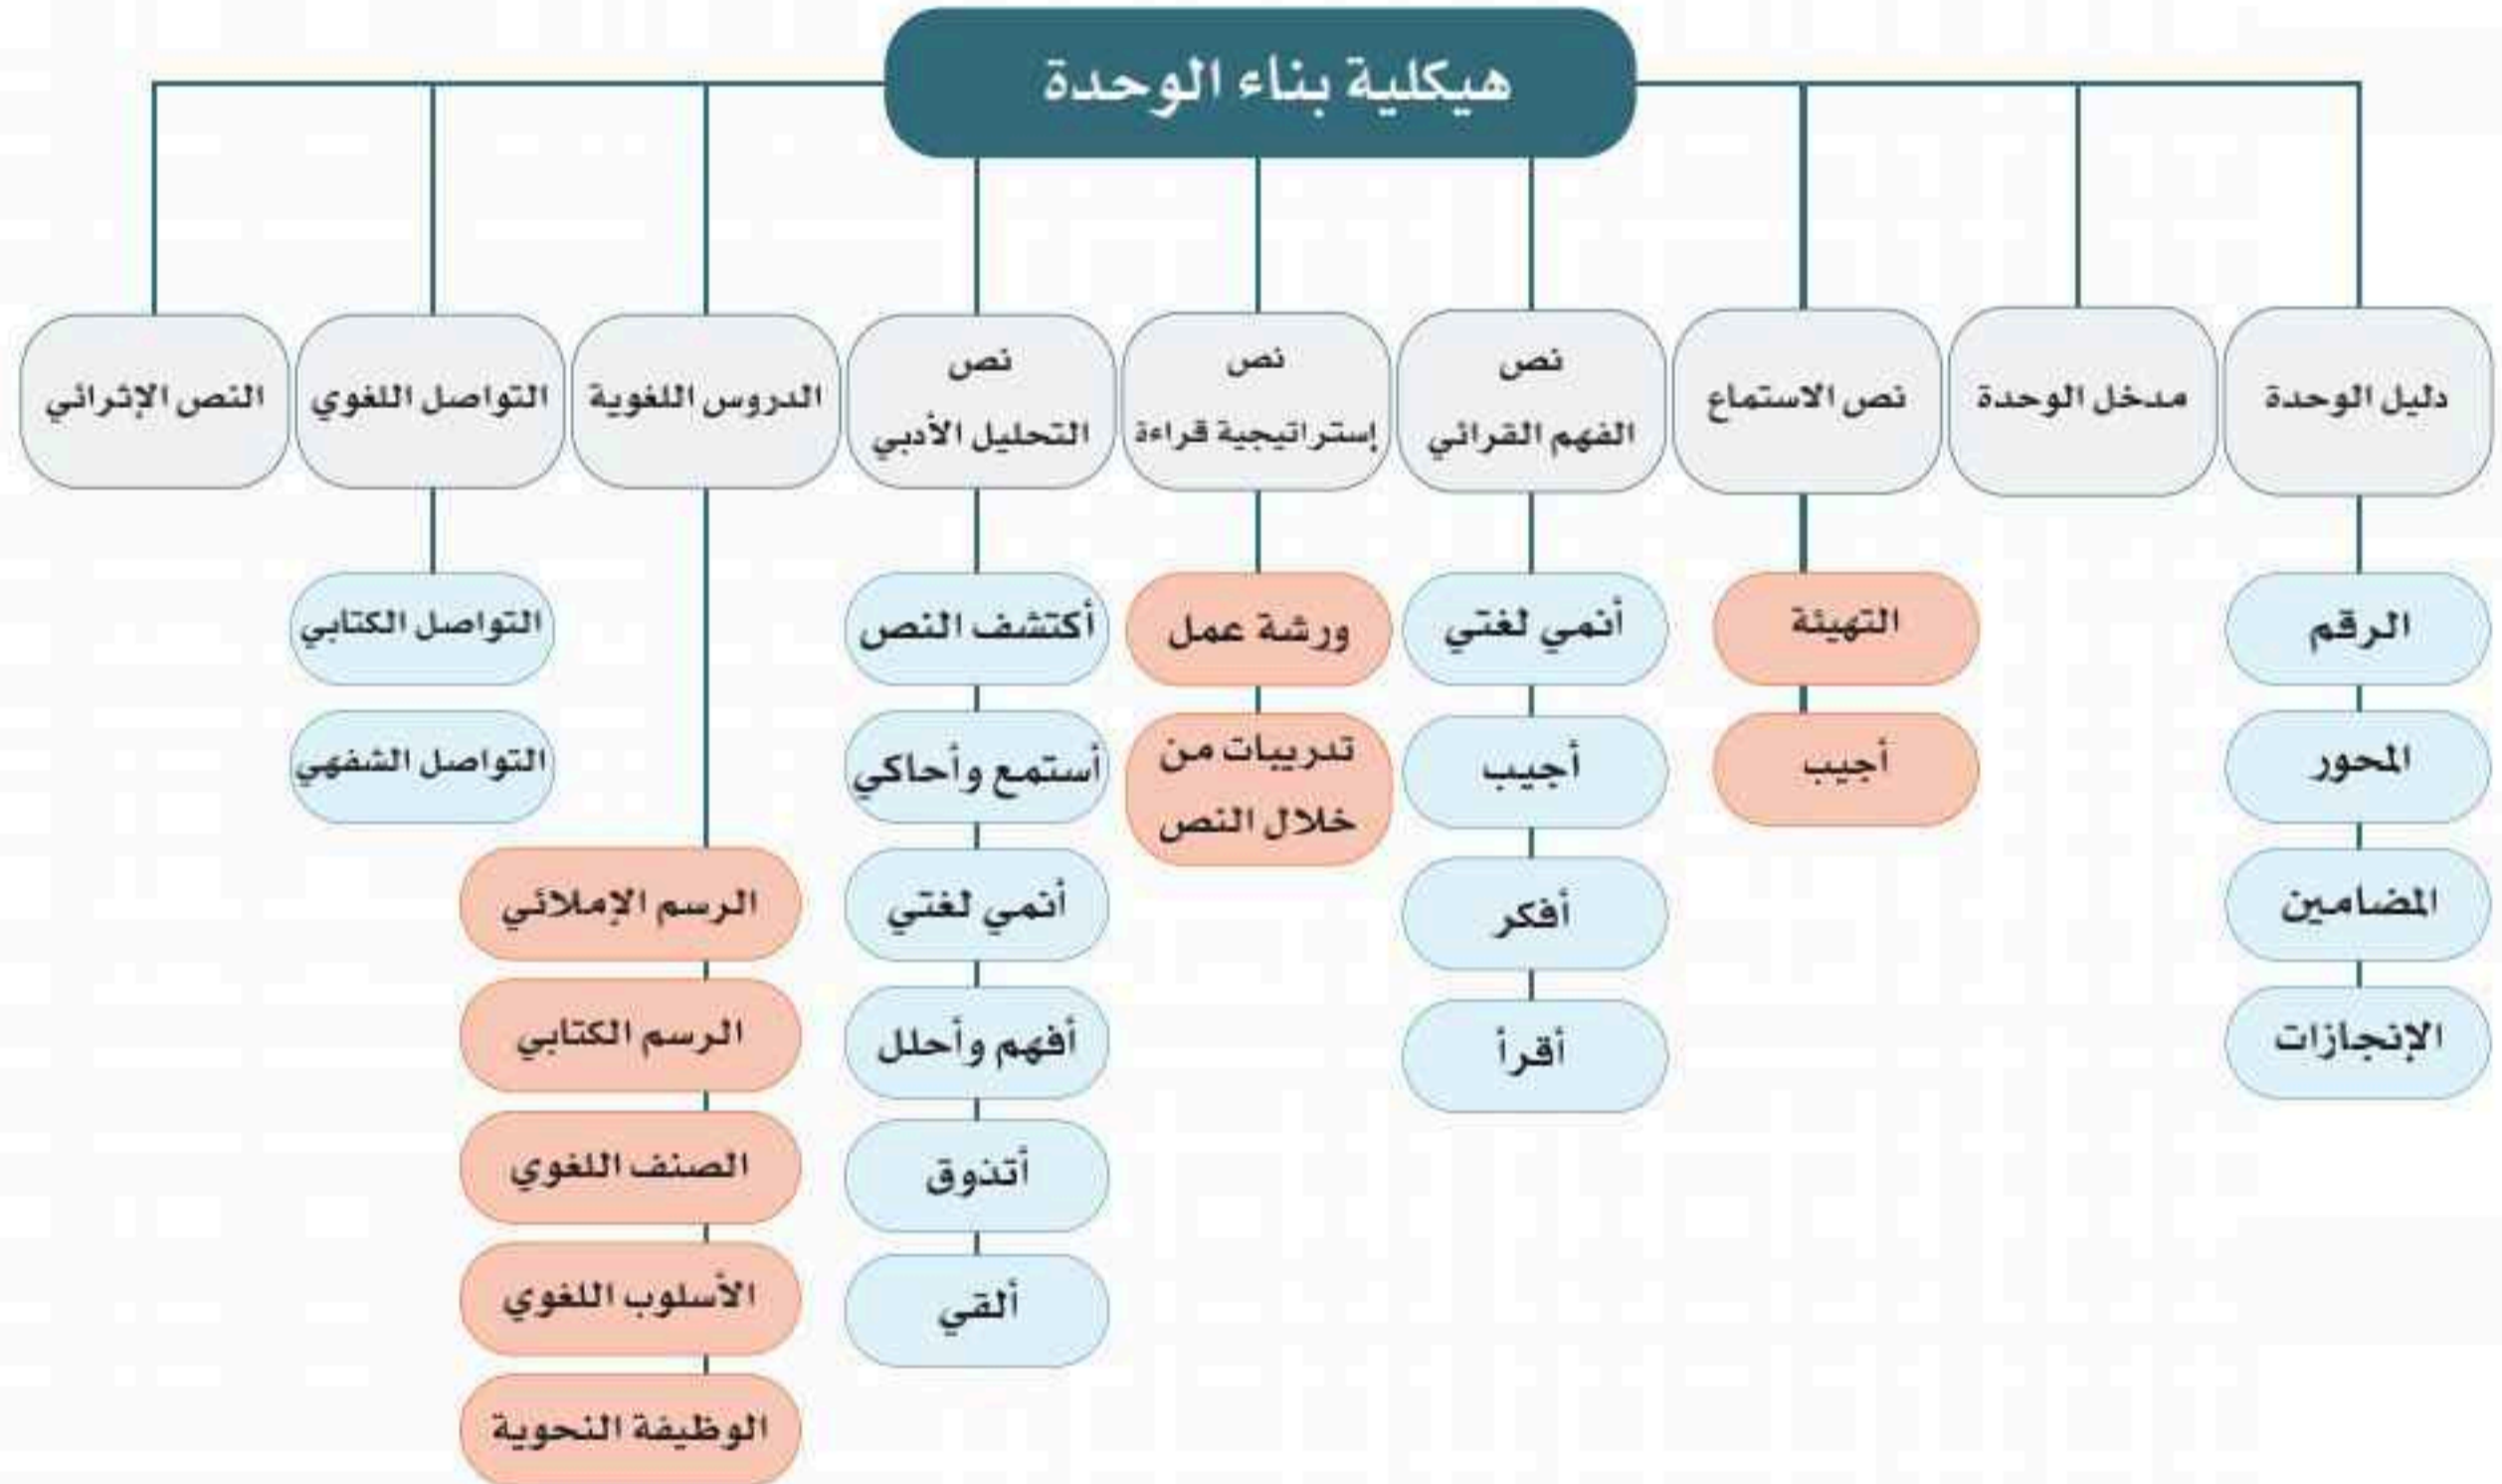 هيكلية بناء الوحدة
دليل الوحدة
مدخل الوحدة
نص الاستماع
نص
الفهم القرائي
نص
إستراتيجية قراءة
نص
التحليل الأدبي
الدروس اللغوية
التواصل اللغوي
النص الإثرائي
الرقم
المحور
المضامين
الإنجازات
التهيئة
أجيب
أنمي لغتي
أجيب
أفكر
أقرأ
ورشة عمل
تدريبات من
خلال النص
أكتشف النص
أستمع وأحاكي
أنمي لغتي
أفهم وأحلل
أتذوق
ألقي
الرسم الإملائي
الرسم الكتابي
الصنف اللغوي
الأسلوب اللغوي
الوظيفة النحوية
التواصل الكتابي
التواصل الشفهي